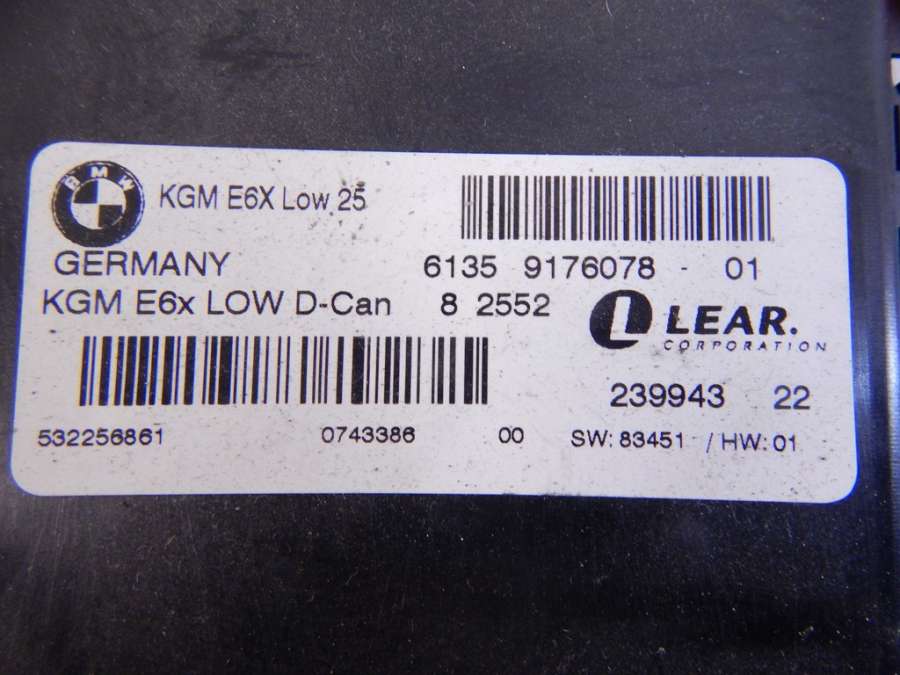 BMW
KGM E6X Low 25
GERMANY 6135 9176078 - 01
KGM E6x LOW D-Can 8 2552
L LEAR.
CORPORATION
239943 22
532256861 0743386 00 SW: 83451 / HW: 01